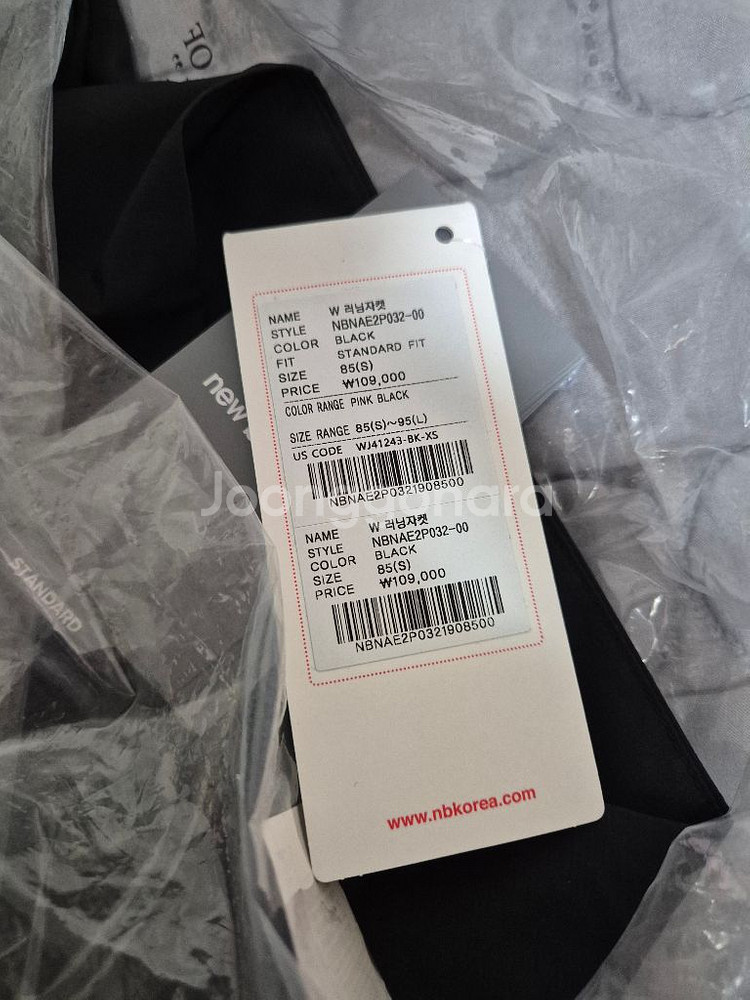 OF
new
STANDARD
NAME W 러닝자켓
STYLE NBNAE2P032-00
COLOR BLACK
FIT STANDARD FIT
SIZE 85(S)
PRICE ₩109,000
COLOR RANGE PINK BLACK
SIZE RANGE 85(S)~95(L)
US CODE WJ41243-BK-XS
NBNAE2P0321908500
Joonggonara
NAME W 러닝자켓
STYLE NBNAE2P032-00
COLOR BLACK
SIZE 85(S)
PRICE ₩109,000
NBNAE2P0321908500
www.nbkorea.com